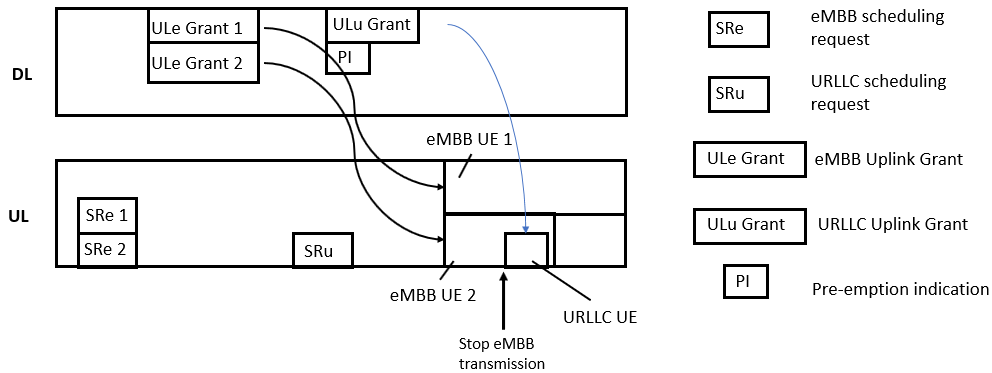 ULe Grant 1
ULe Grant 2
ULu Grant
PI
DL
eMBB UE 1
UL
SRe 1
SRe 2
SRu
eMBB UE 2
URLLC UE
Stop eMBB
transmission
SRe
eMBB scheduling
request
SRu
URLLC scheduling
request
ULe Grant
eMBB Uplink Grant
ULu Grant
URLLC Uplink Grant
PI
Pre-emption indication